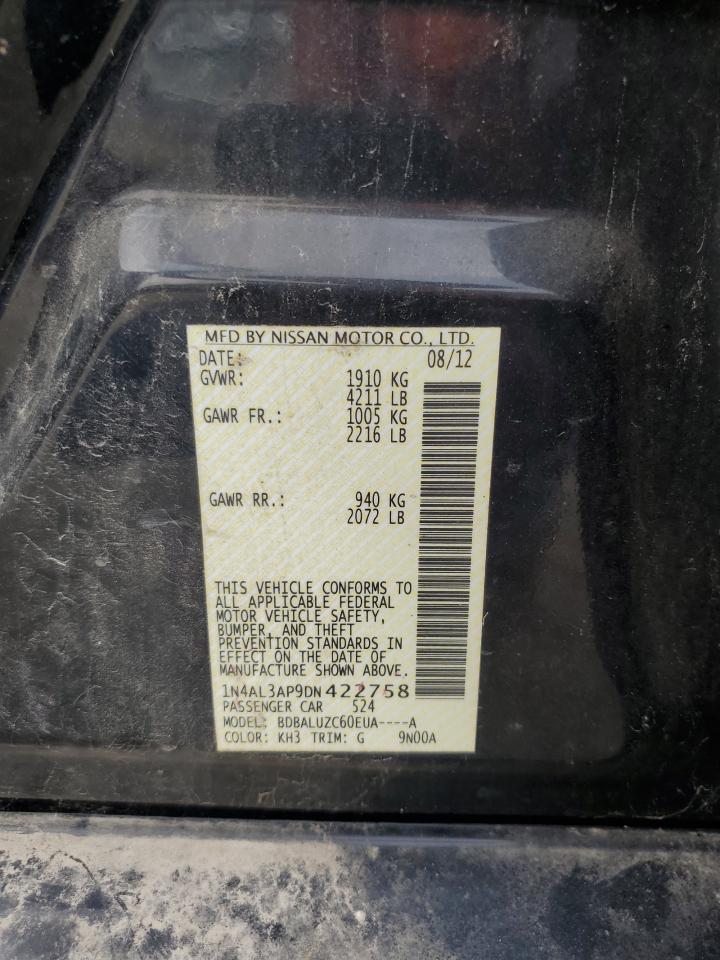 MFD BY NISSAN MOTOR CO., LTD.
DATE: 08/12
GVWR: 1910 KG
4211 LB
GAWR FR.: 1005 KG
2216 LB
GAWR RR.: 940 KG
2072 LB
THIS VEHICLE CONFORMS TO
ALL APPLICABLE FEDERAL
MOTOR VEHICLE SAFETY,
BUMPER, AND THEFT
PREVENTION STANDARDS IN
EFFECT ON THE DATE OF
MANUFACTURE SHOWN ABOVE.
1N4AL3AP9DN422758
PASSENGER CAR 524
MODEL: BDBALUZC60EUA----A
COLOR: KH3 TRIM: G 9N00A